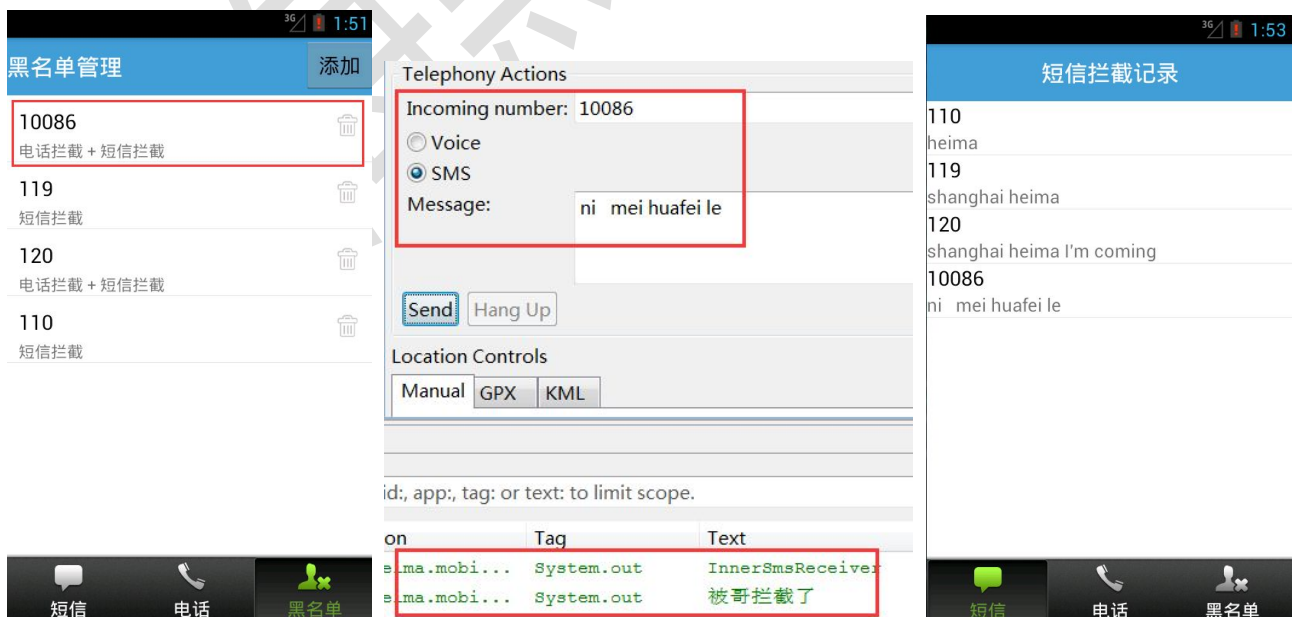 3G 1:51
黑名单管理 添加
10086
电话拦截 + 短信拦截
119
短信拦截
120
电话拦截 + 短信拦截
110
短信拦截
短信 电话 黑名单
Telephony Actions
Incoming number: 10086
Voice
SMS
Message: ni mei huafei le
Send Hang Up
Location Controls
Manual GPX KML
id:, app:, tag: or text: to limit scope.
on Tag Text
eima.mobi... System.out InnerSmsReceiver
eima.mobi... System.out 被哥拦截了
3G 1:53
短信拦截记录
110
heima
119
shanghai heima
120
shanghai heima I'm coming
10086
ni mei huafei le
短信 电话 黑名单